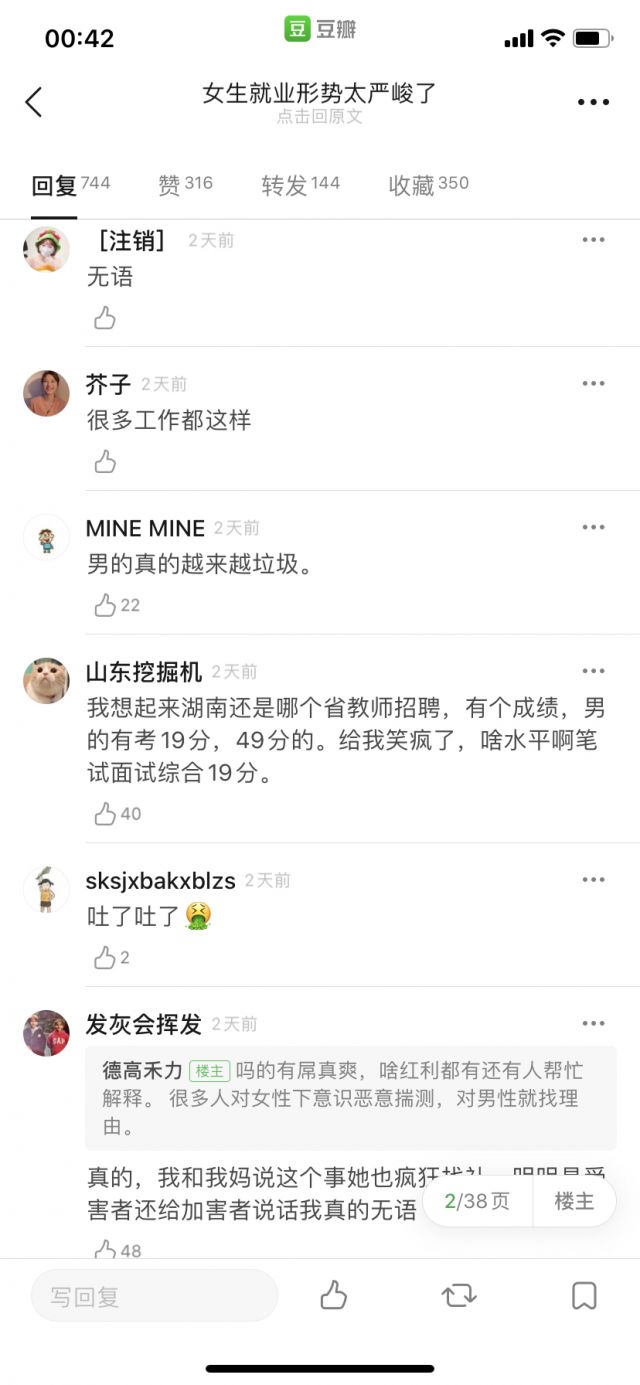 00:42
豆 豆瓣
女生就业形势太严峻了
点击回原文
回复 744 赞 316 转发 144 收藏 350
[注销] 2天前
无语
芥子 2天前
很多工作都这样
MINE MINE 2天前
男的真的越来越垃圾。
22
山东挖掘机 2天前
我想起来湖南还是哪个省教师招聘，有个成绩，男
的有考19分，49分的。给我笑疯了，啥水平啊笔
试面试综合19分。
40
sksjxbakxblzs 2天前
吐了吐了🤮
2
发灰会挥发 2天前
德高禾力 楼主 吗的有屌真爽，啥红利都有还有人帮忙
解释。 很多人对女性下意识恶意揣测，对男性就找理
由。
真的，我和我妈说这个事她也疯狂找补，明明是受
害者还给加害者说话我真的无语
48
2/38页 楼主
写回复